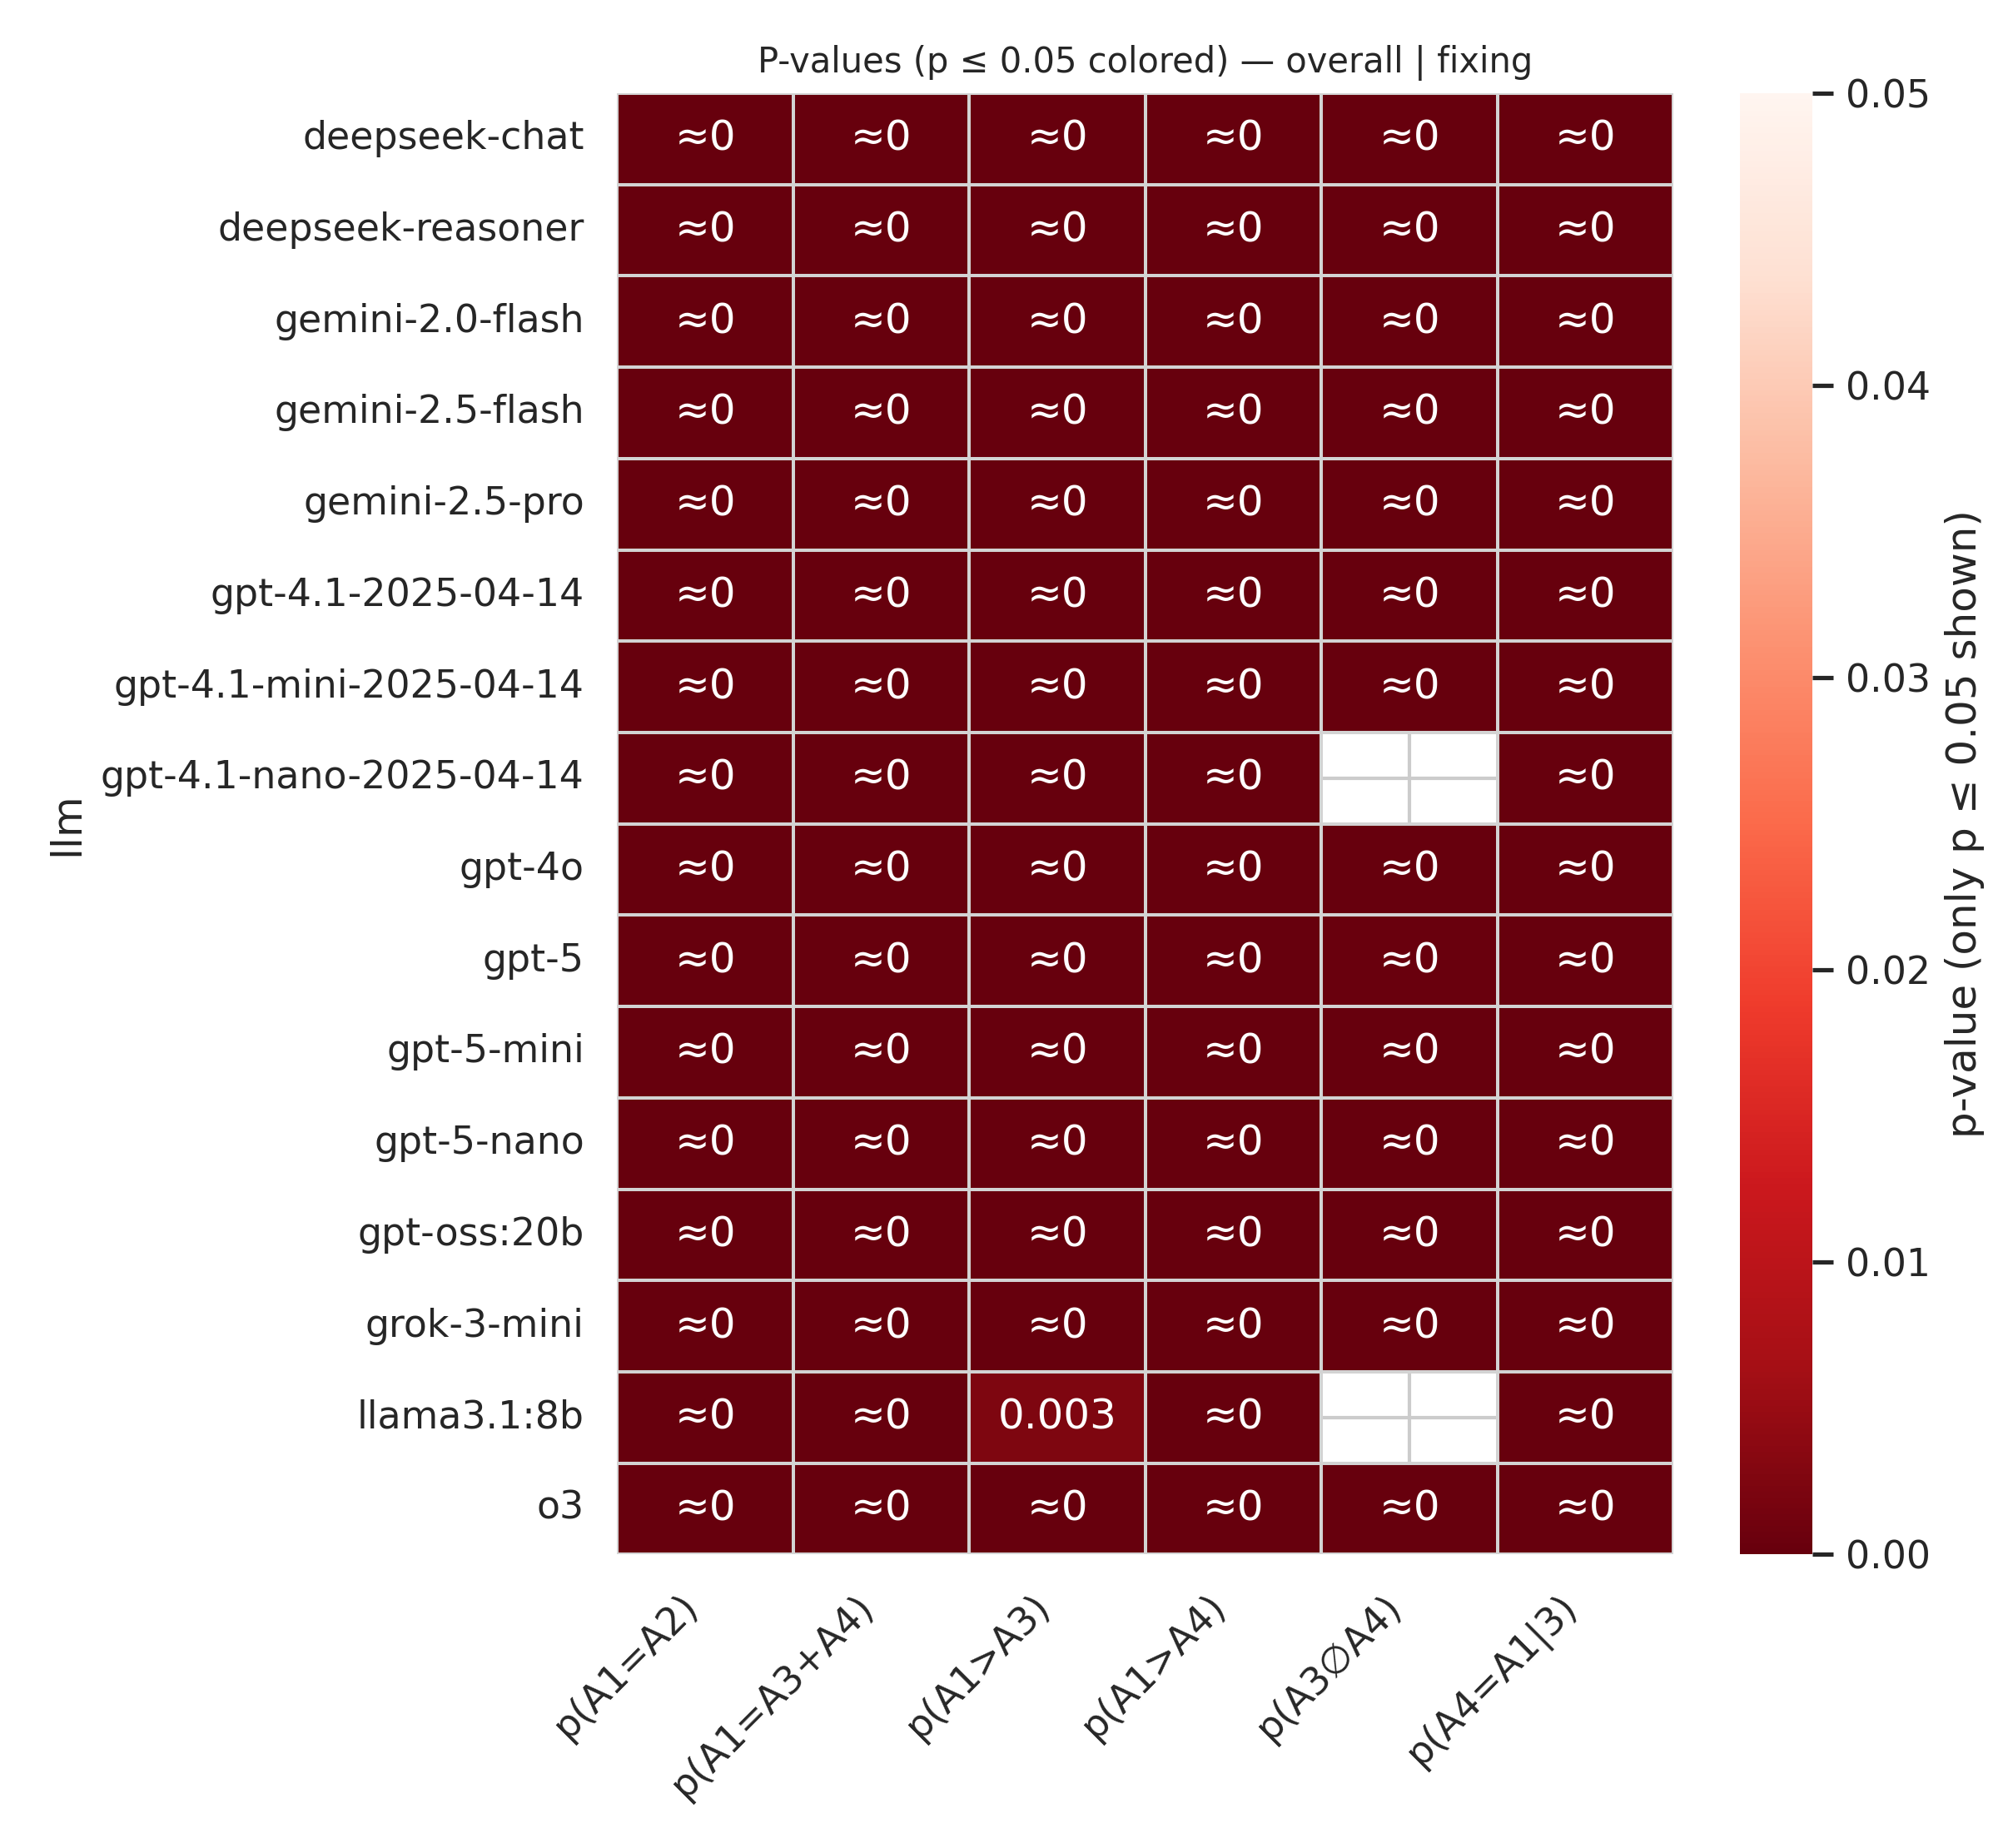 P-values (p ≤ 0.05 colored) — overall | fixing
deepseek-chat ≈0 ≈0 ≈0 ≈0 ≈0 ≈0
deepseek-reasoner ≈0 ≈0 ≈0 ≈0 ≈0 ≈0
gemini-2.0-flash ≈0 ≈0 ≈0 ≈0 ≈0 ≈0
gemini-2.5-flash ≈0 ≈0 ≈0 ≈0 ≈0 ≈0
gemini-2.5-pro ≈0 ≈0 ≈0 ≈0 ≈0 ≈0
gpt-4.1-2025-04-14 ≈0 ≈0 ≈0 ≈0 ≈0 ≈0
gpt-4.1-mini-2025-04-14 ≈0 ≈0 ≈0 ≈0 ≈0 ≈0
gpt-4.1-nano-2025-04-14 ≈0 ≈0 ≈0 ≈0 ≈0
gpt-4o ≈0 ≈0 ≈0 ≈0 ≈0 ≈0
gpt-5 ≈0 ≈0 ≈0 ≈0 ≈0 ≈0
gpt-5-mini ≈0 ≈0 ≈0 ≈0 ≈0 ≈0
gpt-5-nano ≈0 ≈0 ≈0 ≈0 ≈0 ≈0
gpt-oss:20b ≈0 ≈0 ≈0 ≈0 ≈0 ≈0
grok-3-mini ≈0 ≈0 ≈0 ≈0 ≈0 ≈0
llama3.1:8b ≈0 ≈0 0.003 ≈0 ≈0
o3 ≈0 ≈0 ≈0 ≈0 ≈0 ≈0
llm
p(A1=A2)
p(A1=A3+A4)
p(A1>A3)
p(A1>A4)
p(A3∅A4)
p(A4=A1|3)
0.05
0.04
0.03
0.02
0.01
0.00
p-value (only p ≤ 0.05 shown)